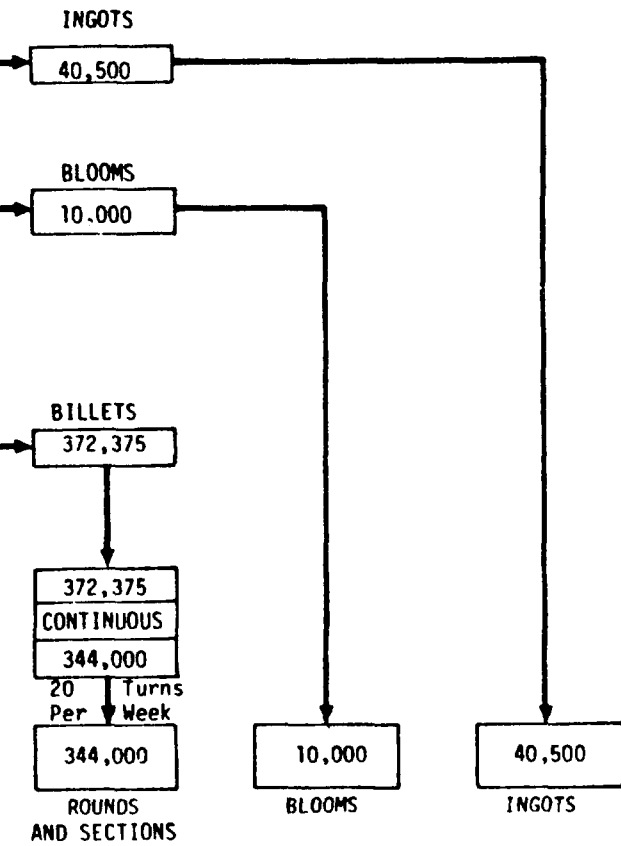 INGOTS
40,500
BLOOMS
10.000
BILLETS
372,375
372,375
CONTINUOUS
344,000
20 Turns
Per Week
344,000
10,000
40,500
ROUNDS
AND SECTIONS
BLOOMS
INGOTS